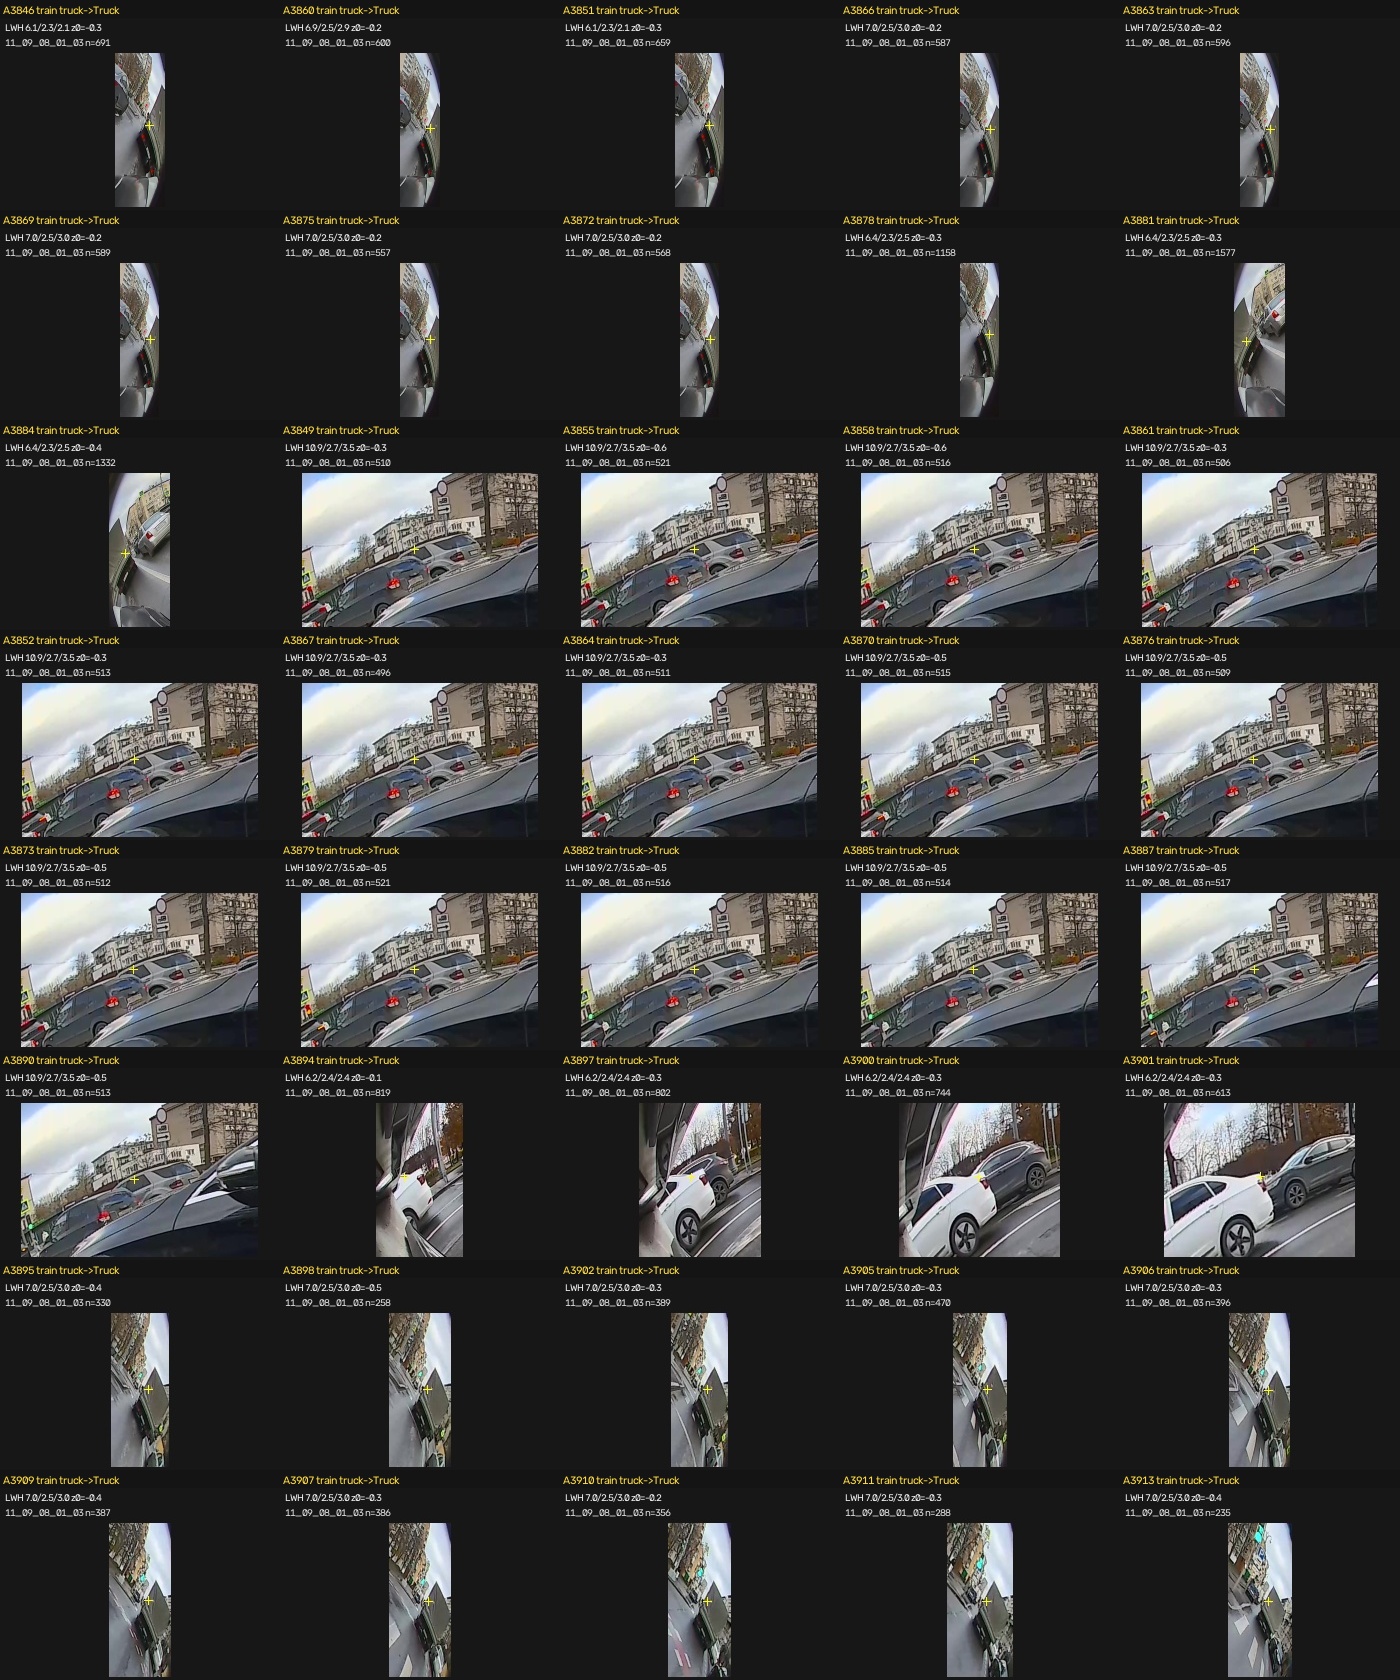 A3846 train truck->Truck
LWH 6.1/2.3/2.1 z0=-0.3
11_09_08_01_03 n=691
A3860 train truck->Truck
LWH 6.9/2.5/2.9 z0=-0.2
11_09_08_01_03 n=600
A3851 train truck->Truck
LWH 6.1/2.3/2.1 z0=-0.3
11_09_08_01_03 n=659
A3866 train truck->Truck
LWH 7.0/2.5/3.0 z0=-0.2
11_09_08_01_03 n=587
A3863 train truck->Truck
LWH 7.0/2.5/3.0 z0=-0.2
11_09_08_01_03 n=596
A3869 train truck->Truck
LWH 7.0/2.5/3.0 z0=-0.2
11_09_08_01_03 n=589
A3875 train truck->Truck
LWH 7.0/2.5/3.0 z0=-0.2
11_09_08_01_03 n=557
A3872 train truck->Truck
LWH 7.0/2.5/3.0 z0=-0.2
11_09_08_01_03 n=568
A3878 train truck->Truck
LWH 6.4/2.3/2.5 z0=-0.3
11_09_08_01_03 n=1158
A3881 train truck->Truck
LWH 6.4/2.3/2.5 z0=-0.3
11_09_08_01_03 n=1577
A3884 train truck->Truck
LWH 6.4/2.3/2.5 z0=-0.4
11_09_08_01_03 n=1332
A3849 train truck->Truck
LWH 10.9/2.7/3.5 z0=-0.3
11_09_08_01_03 n=510
A3855 train truck->Truck
LWH 10.9/2.7/3.5 z0=-0.6
11_09_08_01_03 n=521
A3858 train truck->Truck
LWH 10.9/2.7/3.5 z0=-0.6
11_09_08_01_03 n=516
A3861 train truck->Truck
LWH 10.9/2.7/3.5 z0=-0.3
11_09_08_01_03 n=506
A3852 train truck->Truck
LWH 10.9/2.7/3.5 z0=-0.3
11_09_08_01_03 n=513
A3867 train truck->Truck
LWH 10.9/2.7/3.5 z0=-0.3
11_09_08_01_03 n=496
A3864 train truck->Truck
LWH 10.9/2.7/3.5 z0=-0.3
11_09_08_01_03 n=511
A3870 train truck->Truck
LWH 10.9/2.7/3.5 z0=-0.5
11_09_08_01_03 n=515
A3876 train truck->Truck
LWH 10.9/2.7/3.5 z0=-0.5
11_09_08_01_03 n=509
A3873 train truck->Truck
LWH 10.9/2.7/3.5 z0=-0.5
11_09_08_01_03 n=512
A3879 train truck->Truck
LWH 10.9/2.7/3.5 z0=-0.5
11_09_08_01_03 n=521
A3882 train truck->Truck
LWH 10.9/2.7/3.5 z0=-0.5
11_09_08_01_03 n=516
A3885 train truck->Truck
LWH 10.9/2.7/3.5 z0=-0.5
11_09_08_01_03 n=514
A3887 train truck->Truck
LWH 10.9/2.7/3.5 z0=-0.5
11_09_08_01_03 n=517
A3890 train truck->Truck
LWH 10.9/2.7/3.5 z0=-0.5
11_09_08_01_03 n=513
A3894 train truck->Truck
LWH 6.2/2.4/2.4 z0=-0.1
11_09_08_01_03 n=819
A3897 train truck->Truck
LWH 6.2/2.4/2.4 z0=-0.3
11_09_08_01_03 n=802
A3900 train truck->Truck
LWH 6.2/2.4/2.4 z0=-0.3
11_09_08_01_03 n=744
A3901 train truck->Truck
LWH 6.2/2.4/2.4 z0=-0.3
11_09_08_01_03 n=613
A3895 train truck->Truck
LWH 7.0/2.5/3.0 z0=-0.4
11_09_08_01_03 n=330
A3898 train truck->Truck
LWH 7.0/2.5/3.0 z0=-0.5
11_09_08_01_03 n=258
A3902 train truck->Truck
LWH 7.0/2.5/3.0 z0=-0.3
11_09_08_01_03 n=389
A3905 train truck->Truck
LWH 7.0/2.5/3.0 z0=-0.3
11_09_08_01_03 n=470
A3906 train truck->Truck
LWH 7.0/2.5/3.0 z0=-0.3
11_09_08_01_03 n=396
A3909 train truck->Truck
LWH 7.0/2.5/3.0 z0=-0.4
11_09_08_01_03 n=387
A3907 train truck->Truck
LWH 7.0/2.5/3.0 z0=-0.3
11_09_08_01_03 n=386
A3910 train truck->Truck
LWH 7.0/2.5/3.0 z0=-0.2
11_09_08_01_03 n=356
A3911 train truck->Truck
LWH 7.0/2.5/3.0 z0=-0.3
11_09_08_01_03 n=288
A3913 train truck->Truck
LWH 7.0/2.5/3.0 z0=-0.4
11_09_08_01_03 n=235